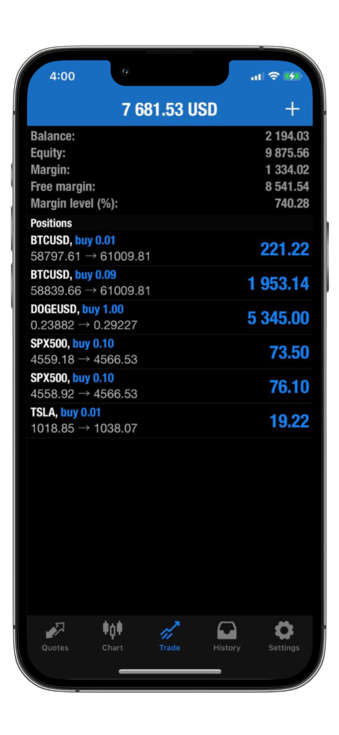 4:00
7 681.53 USD +
Balance: 2 194.03
Equity: 9 875.56
Margin: 1 334.02
Free margin: 8 541.54
Margin level (%): 740.28
Positions
BTCUSD, buy 0.01
58797.61 → 61009.81 221.22
BTCUSD, buy 0.09
58839.66 → 61009.81 1 953.14
DOGEUSD, buy 1.00
0.23882 → 0.29227 5 345.00
SPX500, buy 0.10
4559.18 → 4566.53 73.50
SPX500, buy 0.10
4558.92 → 4566.53 76.10
TSLA, buy 0.01
1018.85 → 1038.07 19.22
Quotes Chart Trade History Settings